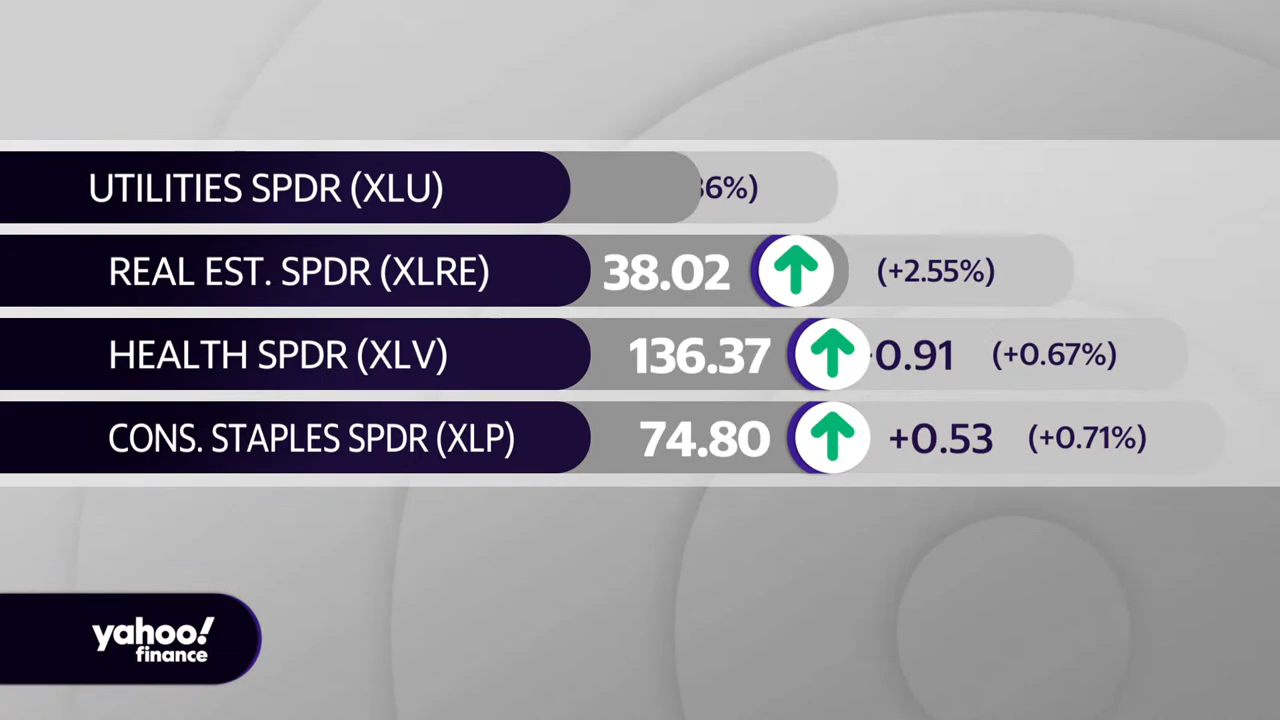 UTILITIES SPDR (XLU) 6%)
REAL EST. SPDR (XLRE) 38.02 (+2.55%)
HEALTH SPDR (XLV) 136.37 0.91 (+0.67%)
CONS. STAPLES SPDR (XLP) 74.80 +0.53 (+0.71%)
yahoo!
finance